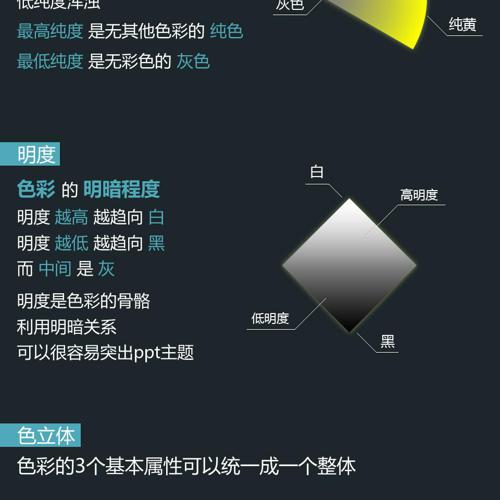 低纯度浑浊
灰色
最高纯度 是无其他色彩的 纯色
纯黄
最低纯度 是无彩色的 灰色
明度
白
色彩 的 明暗程度
高明度
明度 越高 越趋向 白
明度 越低 越趋向 黑
而 中间 是 灰
明度是色彩的骨骼
利用明暗关系
低明度
可以很容易突出ppt主题
黑
色立体
色彩的3个基本属性可以统一成一个整体